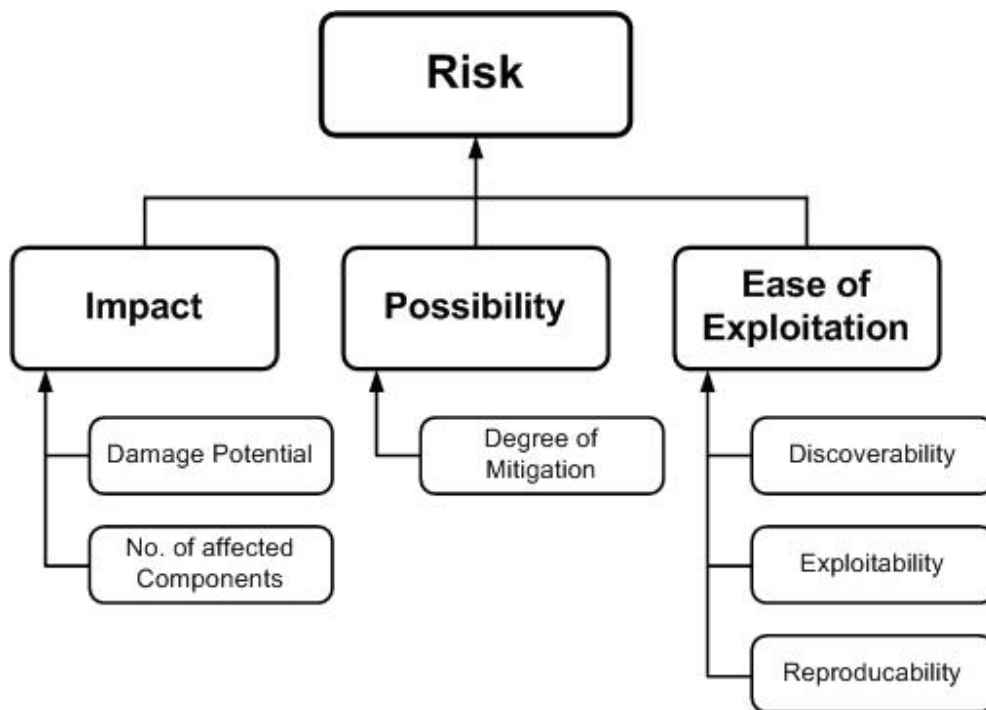 Risk
Impact
Possibility
Ease of
Exploitation
Damage Potential
No. of affected
Components
Degree of
Mitigation
Discoverability
Exploitability
Reproducability